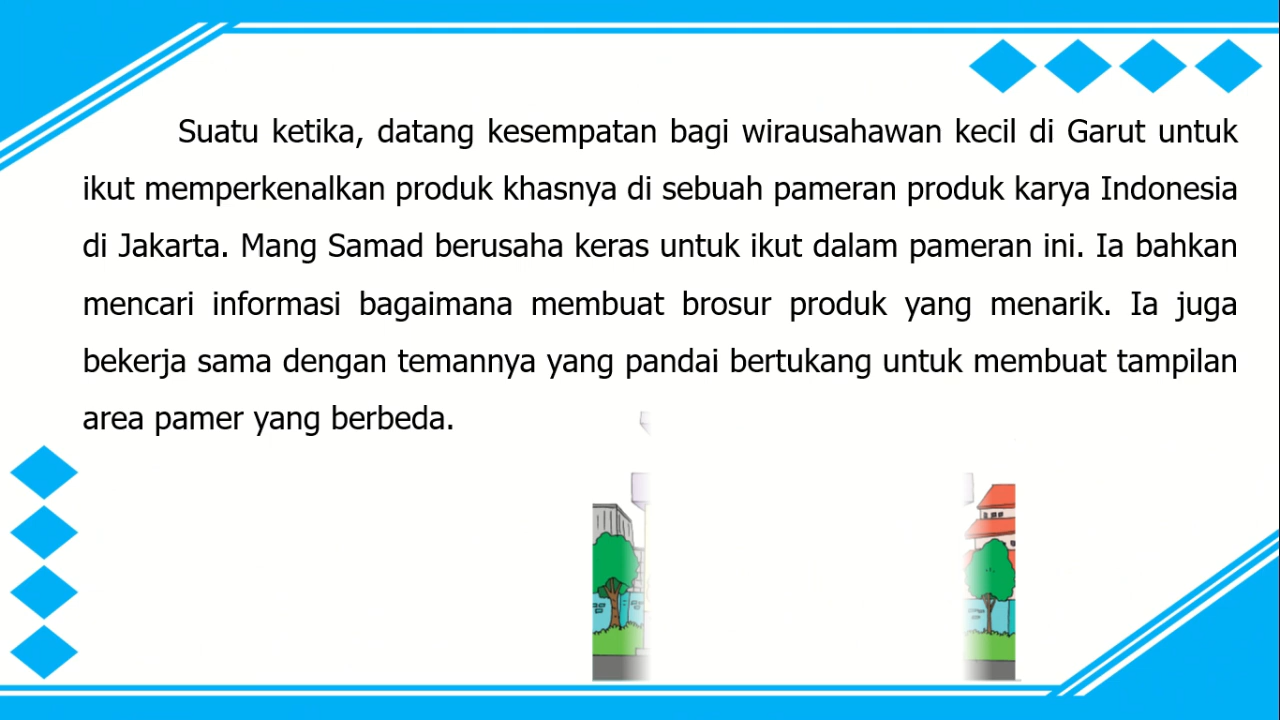 Suatu ketika, datang kesempatan bagi wirausahawan kecil di Garut untuk
ikut memperkenalkan produk khasnya di sebuah pameran produk karya Indonesia
di Jakarta. Mang Samad berusaha keras untuk ikut dalam pameran ini. Ia bahkan
mencari informasi bagaimana membuat brosur produk yang menarik. Ia juga
bekerja sama dengan temannya yang pandai bertukang untuk membuat tampilan
area pamer yang berbeda.